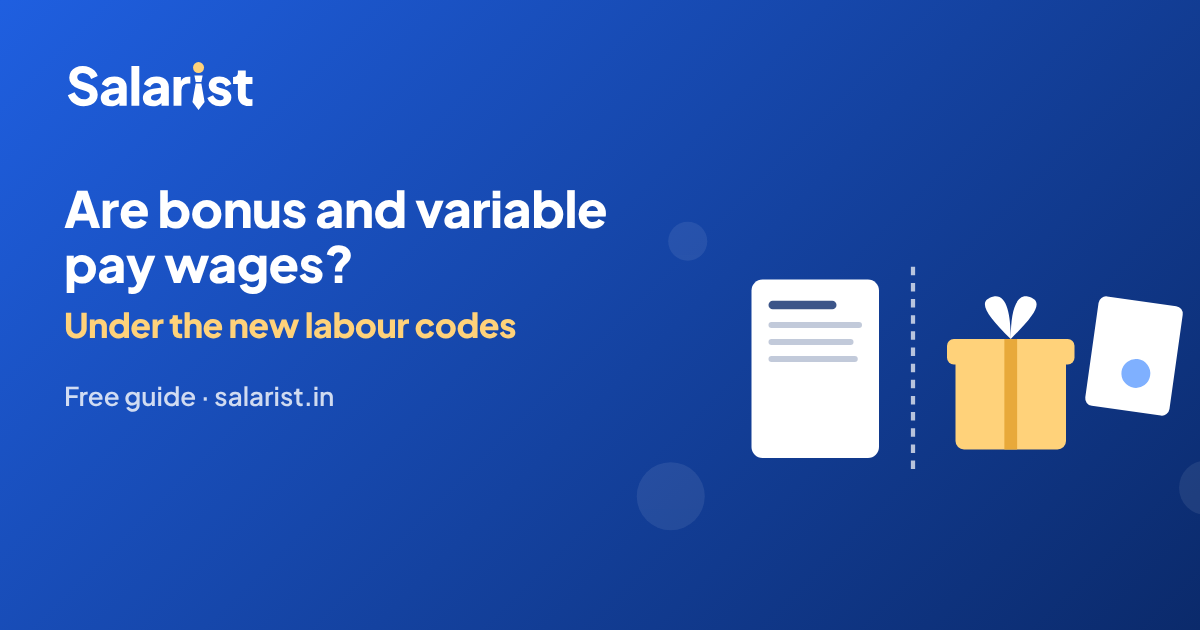 Salarist
Are bonus and variable
pay wages?
Under the new labour codes
Free guide · salarist.in